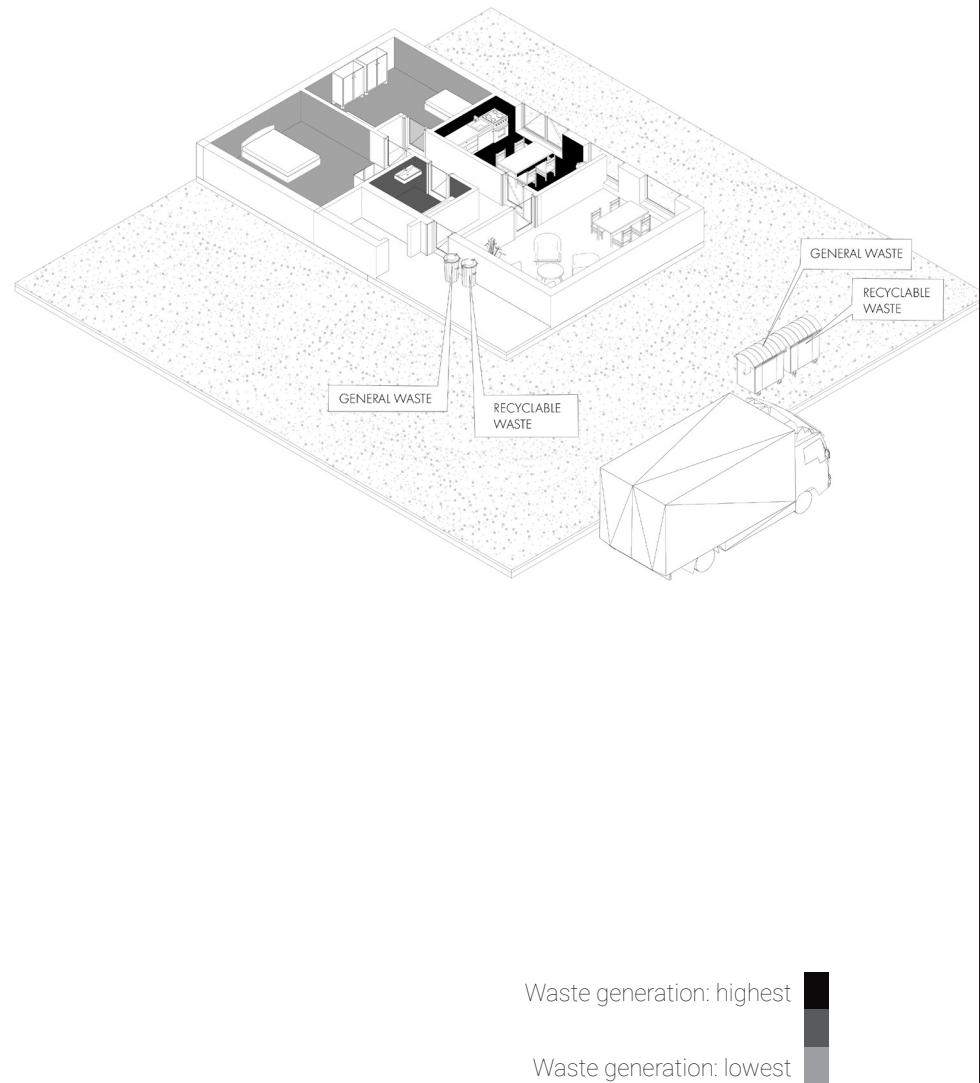 GENERAL WASTE
RECYCLABLE
WASTE
GENERAL WASTE
RECYCLABLE
WASTE
Waste generation: highest
Waste generation: lowest